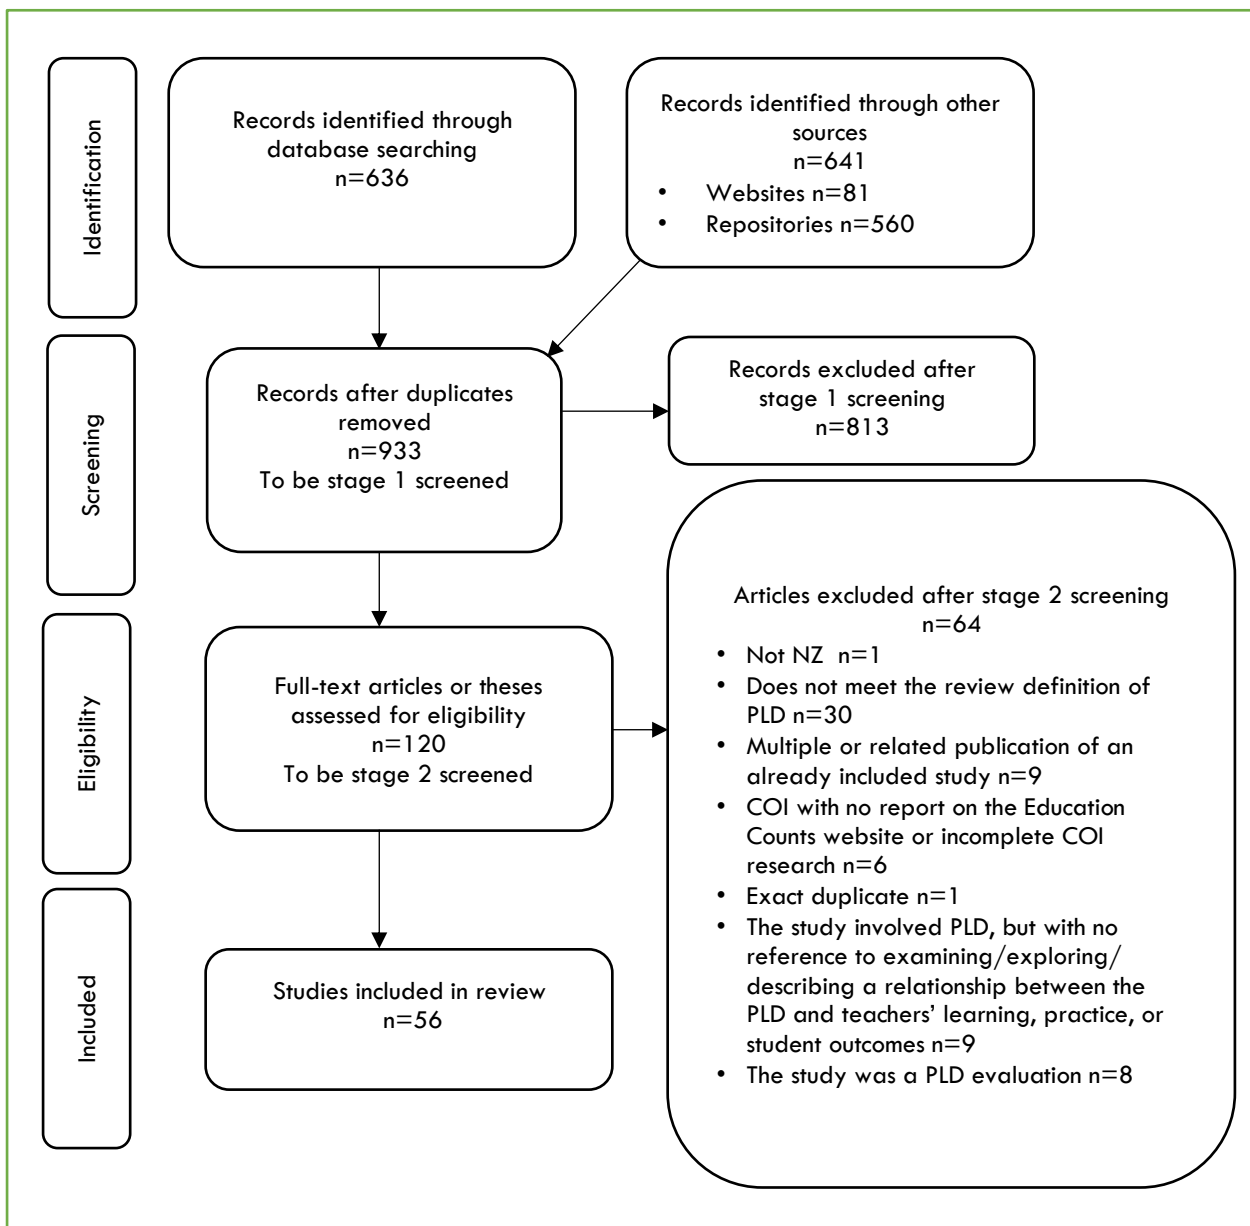 Identification
Records identified through
database searching
n=636
Records identified through other
sources
n=641
• Websites n=81
• Repositories n=560
Screening
Records after duplicates
removed
n=933
To be stage 1 screened
Records excluded after
stage 1 screening
n=813
Eligibility
Full-text articles or theses
assessed for eligibility
n=120
To be stage 2 screened
Articles excluded after stage 2 screening
n=64
• Not NZ n=1
• Does not meet the review definition of
PLD n=30
• Multiple or related publication of an
already included study n=9
• COI with no report on the Education
Counts website or incomplete COI
research n=6
• Exact duplicate n=1
• The study involved PLD, but with no
reference to examining/exploring/
describing a relationship between the
PLD and teachers’ learning, practice, or
student outcomes n=9
• The study was a PLD evaluation n=8
Included
Studies included in review
n=56